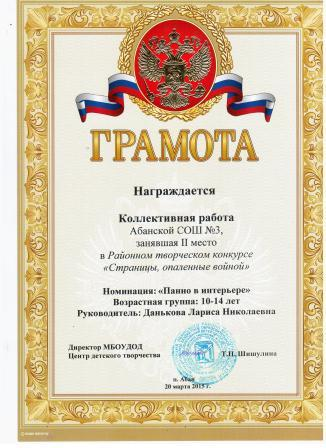 ГРАМОТА
Награждается
Коллективная работа
Абанской СОШ №3,
занявшая II место
в Районном творческом конкурсе
«Страницы, опаленные войной»
Номинация: «Панно в интерьере»
Возрастная группа: 10-14 лет
Руководитель: Данькова Лариса Николаевна
Директор МБОУДОД
Центр детского творчества
Т.П. Шишулина
п. Абан
20 марта 2015 г.